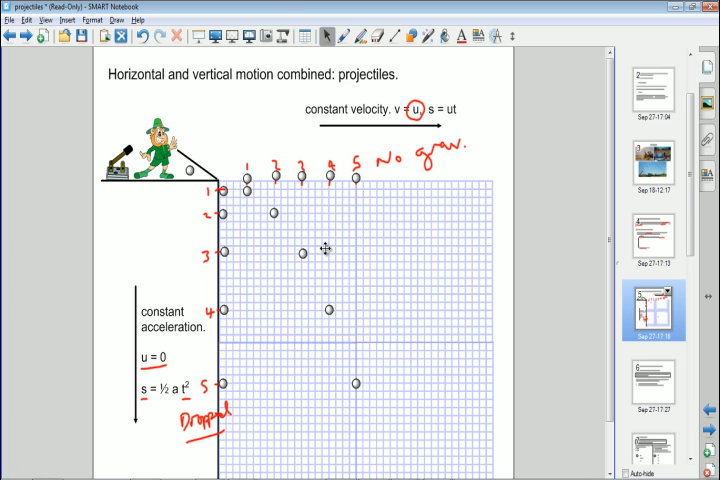 projectiles * (Read-Only) - SMART Notebook
File Edit View Insert Format Draw Help
Horizontal and vertical motion combined: projectiles.
constant velocity. v = u, s = ut
No grav.
1 2 3 4 5
1
2
3
4
5
constant
acceleration.
u = 0
s = ½ a t²
Dropped
2
Sep 27-17:04
3
Sep 18-12:17
4
Sep 27-17:13
5
Sep 27-17:18
6
Sep 27-17:27
7
Auto-hide